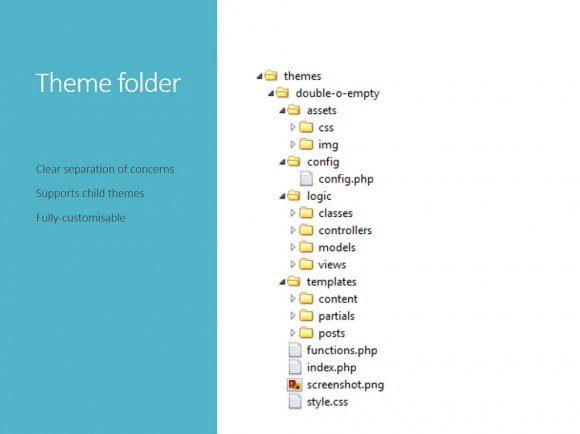 Theme folder
Clear separation of concerns
Supports child themes
Fully-customisable
themes
double-o-empty
assets
css
img
config
config.php
logic
classes
controllers
models
views
templates
content
partials
posts
functions.php
index.php
screenshot.png
style.css